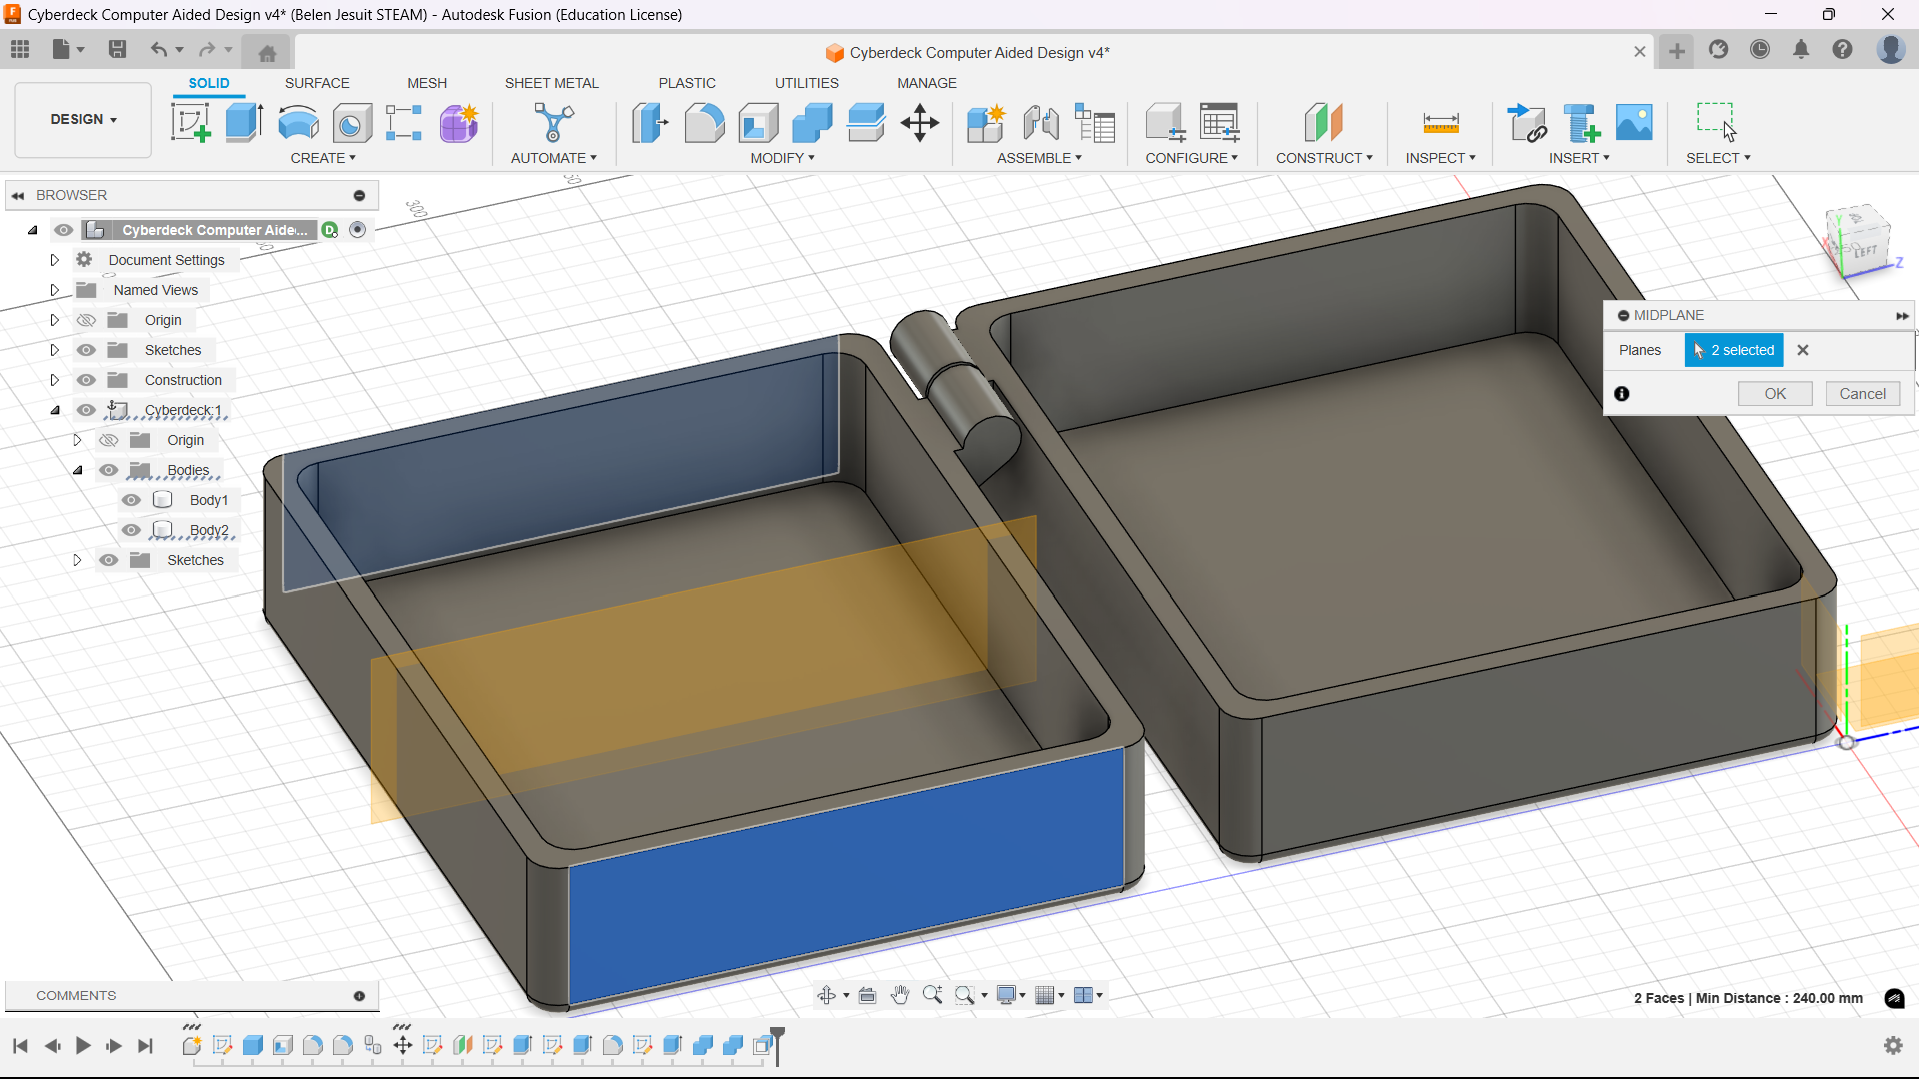 Cyberdeck Computer Aided Design v4* (Belen Jesuit STEAM) - Autodesk Fusion (Education License)
Cyberdeck Computer Aided Design v4*
SOLID SURFACE MESH SHEET METAL PLASTIC UTILITIES MANAGE
DESIGN
CREATE AUTOMATE MODIFY ASSEMBLE CONFIGURE CONSTRUCT INSPECT INSERT SELECT
BROWSER
Cyberdeck Computer Aide...
Document Settings
Named Views
Origin
Sketches
Construction
Cyberdeck:1
Origin
Bodies
Body1
Body2
Sketches
300
Y
LEFT
Z
MIDPLANE
Planes 2 selected
OK Cancel
COMMENTS
2 Faces | Min Distance : 240.00 mm